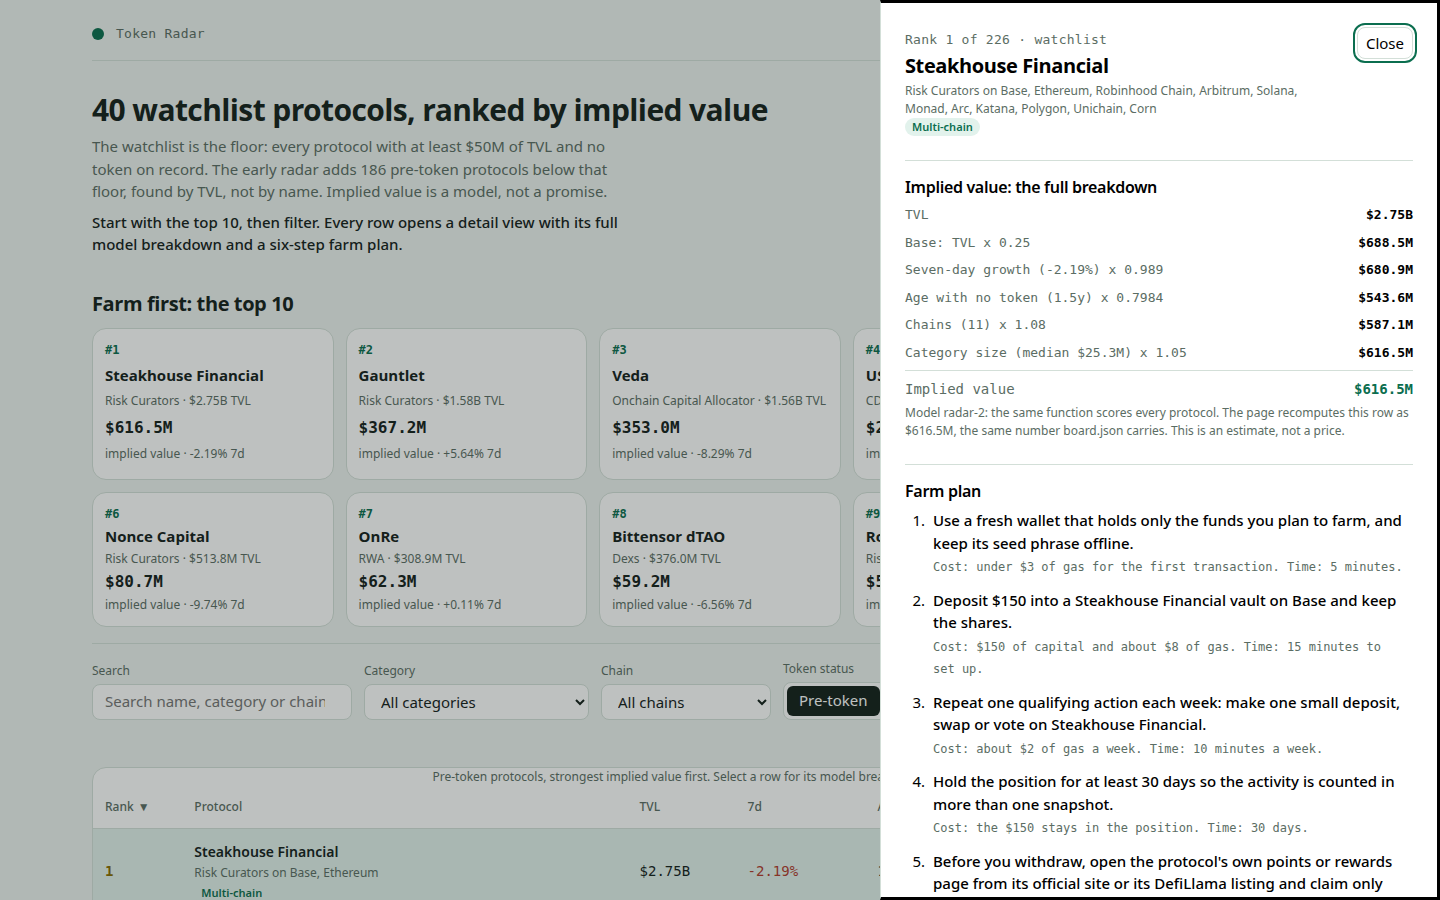 Token Radar
40 watchlist protocols, ranked by implied value
The watchlist is the floor: every protocol with at least $50M of TVL and no
token on record. The early radar adds 186 pre-token protocols below that
floor, found by TVL, not by name. Implied value is a model, not a promise.
Start with the top 10, then filter. Every row opens a detail view with its full
model breakdown and a six-step farm plan.
Farm first: the top 10
#1
Steakhouse Financial
Risk Curators · $2.75B TVL
$616.5M
implied value · -2.19% 7d
#2
Gauntlet
Risk Curators · $1.58B TVL
$367.2M
implied value · +5.64% 7d
#3
Veda
Onchain Capital Allocator · $1.56B TVL
$353.0M
implied value · -8.29% 7d
#4
#6
Nonce Capital
Risk Curators · $513.8M TVL
$80.7M
implied value · -9.74% 7d
#7
OnRe
RWA · $308.9M TVL
$62.3M
implied value · +0.11% 7d
#8
Bittensor dTAO
Dexs · $376.0M TVL
$59.2M
implied value · -6.56% 7d
#9
Search
Search name, category or chain
Category
All categories
Chain
All chains
Token status
Pre-token
Pre-token protocols, strongest implied value first. Select a row for its model
Rank ▼ Protocol TVL 7d
1
Steakhouse Financial
Risk Curators on Base, Ethereum
Multi-chain
$2.75B -2.19%
Rank 1 of 226 · watchlist
Close
Steakhouse Financial
Risk Curators on Base, Ethereum, Robinhood Chain, Arbitrum, Solana,
Monad, Arc, Katana, Polygon, Unichain, Corn
Multi-chain
Implied value: the full breakdown
TVL $2.75B
Base: TVL x 0.25 $688.5M
Seven-day growth (-2.19%) x 0.989 $680.9M
Age with no token (1.5y) x 0.7984 $543.6M
Chains (11) x 1.08 $587.1M
Category size (median $25.3M) x 1.05 $616.5M
Implied value $616.5M
Model radar-2: the same function scores every protocol. The page recomputes this row as
$616.5M, the same number board.json carries. This is an estimate, not a price.
Farm plan
1. Use a fresh wallet that holds only the funds you plan to farm, and
keep its seed phrase offline.
Cost: under $3 of gas for the first transaction. Time: 5 minutes.
2. Deposit $150 into a Steakhouse Financial vault on Base and keep
the shares.
Cost: $150 of capital and about $8 of gas. Time: 15 minutes to
set up.
3. Repeat one qualifying action each week: make one small deposit,
swap or vote on Steakhouse Financial.
Cost: about $2 of gas a week. Time: 10 minutes a week.
4. Hold the position for at least 30 days so the activity is counted in
more than one snapshot.
Cost: the $150 stays in the position. Time: 30 days.
5. Before you withdraw, open the protocol's own points or rewards
page from its official site or its DefiLlama listing and claim only